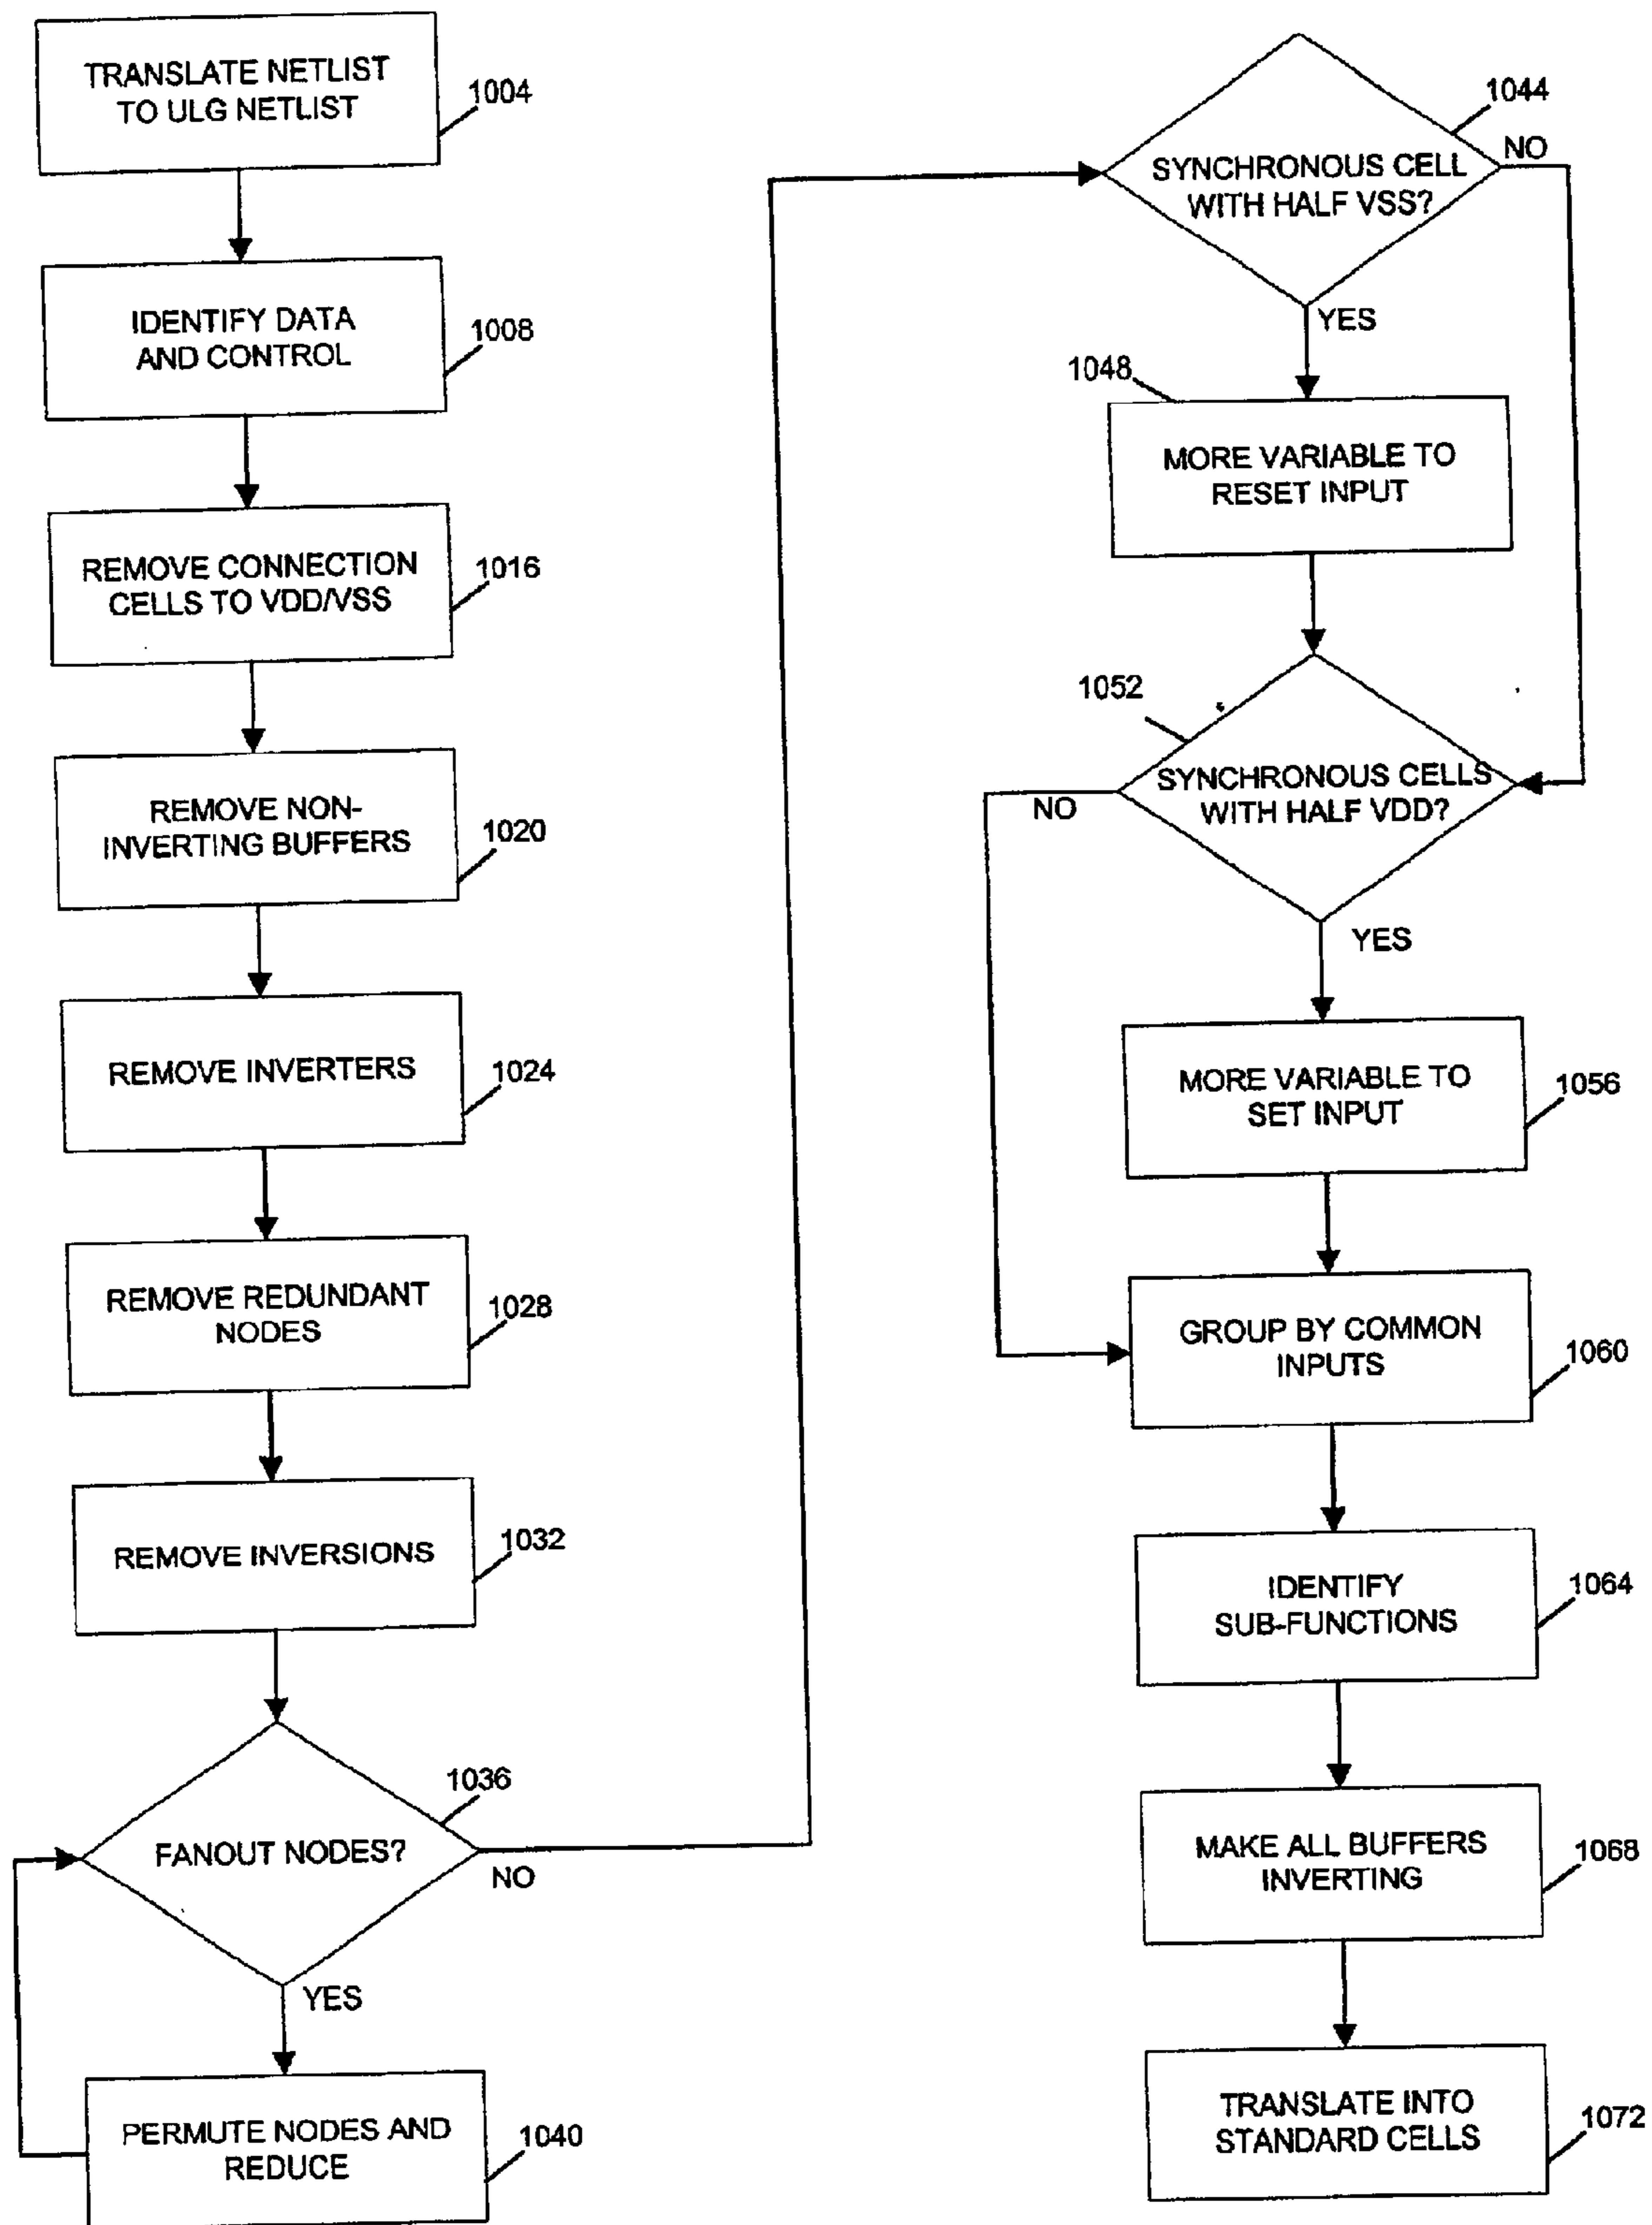 TRANSLATE NETLIST
TO ULG NETLIST
1004
IDENTIFY DATA
AND CONTROL
1008
REMOVE CONNECTION
CELLS TO VDD/VSS
1016
REMOVE NON-
INVERTING BUFFERS
1020
REMOVE INVERTERS
1024
REMOVE REDUNDANT
NODES
1028
REMOVE INVERSIONS
1032
1036
FANOUT NODES?
NO
YES
PERMUTE NODES AND
REDUCE
1040
1044
NO
SYNCHRONOUS CELL
WITH HALF VSS?
YES
1048
MORE VARIABLE TO
RESET INPUT
1052
SYNCHRONOUS CELLS
WITH HALF VDD?
NO
YES
MORE VARIABLE TO
SET INPUT
1056
GROUP BY COMMON
INPUTS
1060
IDENTIFY
SUB-FUNCTIONS
1064
MAKE ALL BUFFERS
INVERTING
1068
TRANSLATE INTO
STANDARD CELLS
1072